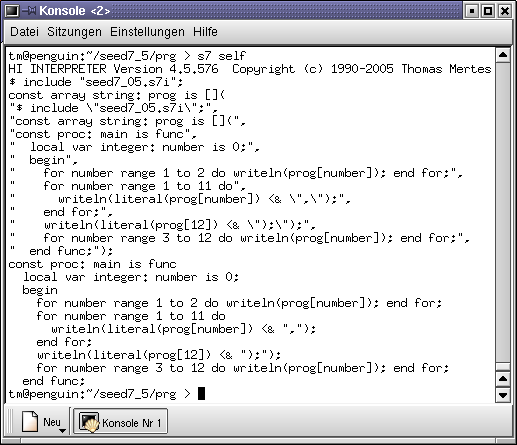 Konsole <2>
Datei Sitzungen Einstellungen Hilfe
tm@penguin:~/seed7_5/prg > s7 self
HI INTERPRETER Version 4.5.576  Copyright (c) 1990-2005 Thomas Mertes
$ include "seed7_05.s7i";
const array string: prog is [](
"$ include \"seed7_05.s7i\";",
"const array string: prog is [](",
"const proc: main is func",
"  local var integer: number is 0;",
"  begin",
"    for number range 1 to 2 do writeln(prog[number]); end for;",
"    for number range 1 to 11 do",
"      writeln(literal(prog[number]) <& \",\");",
"    end for;",
"    writeln(literal(prog[12]) <& \");\");",
"    for number range 3 to 12 do writeln(prog[number]); end for;",
"  end func;");
const proc: main is func
  local var integer: number is 0;
  begin
    for number range 1 to 2 do writeln(prog[number]); end for;
    for number range 1 to 11 do
      writeln(literal(prog[number]) <& ",");
    end for;
    writeln(literal(prog[12]) <& ");");
    for number range 3 to 12 do writeln(prog[number]); end for;
  end func;
tm@penguin:~/seed7_5/prg >
Neu Konsole Nr 1